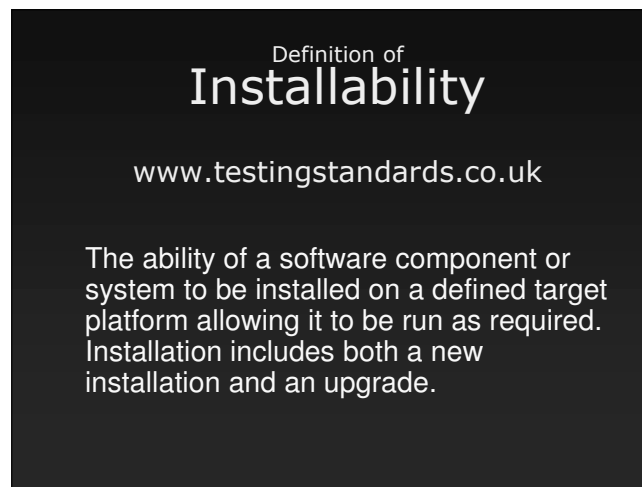 Definition of
Installability
www.testingstandards.co.uk
The ability of a software component or
system to be installed on a defined target
platform allowing it to be run as required.
Installation includes both a new
installation and an upgrade.